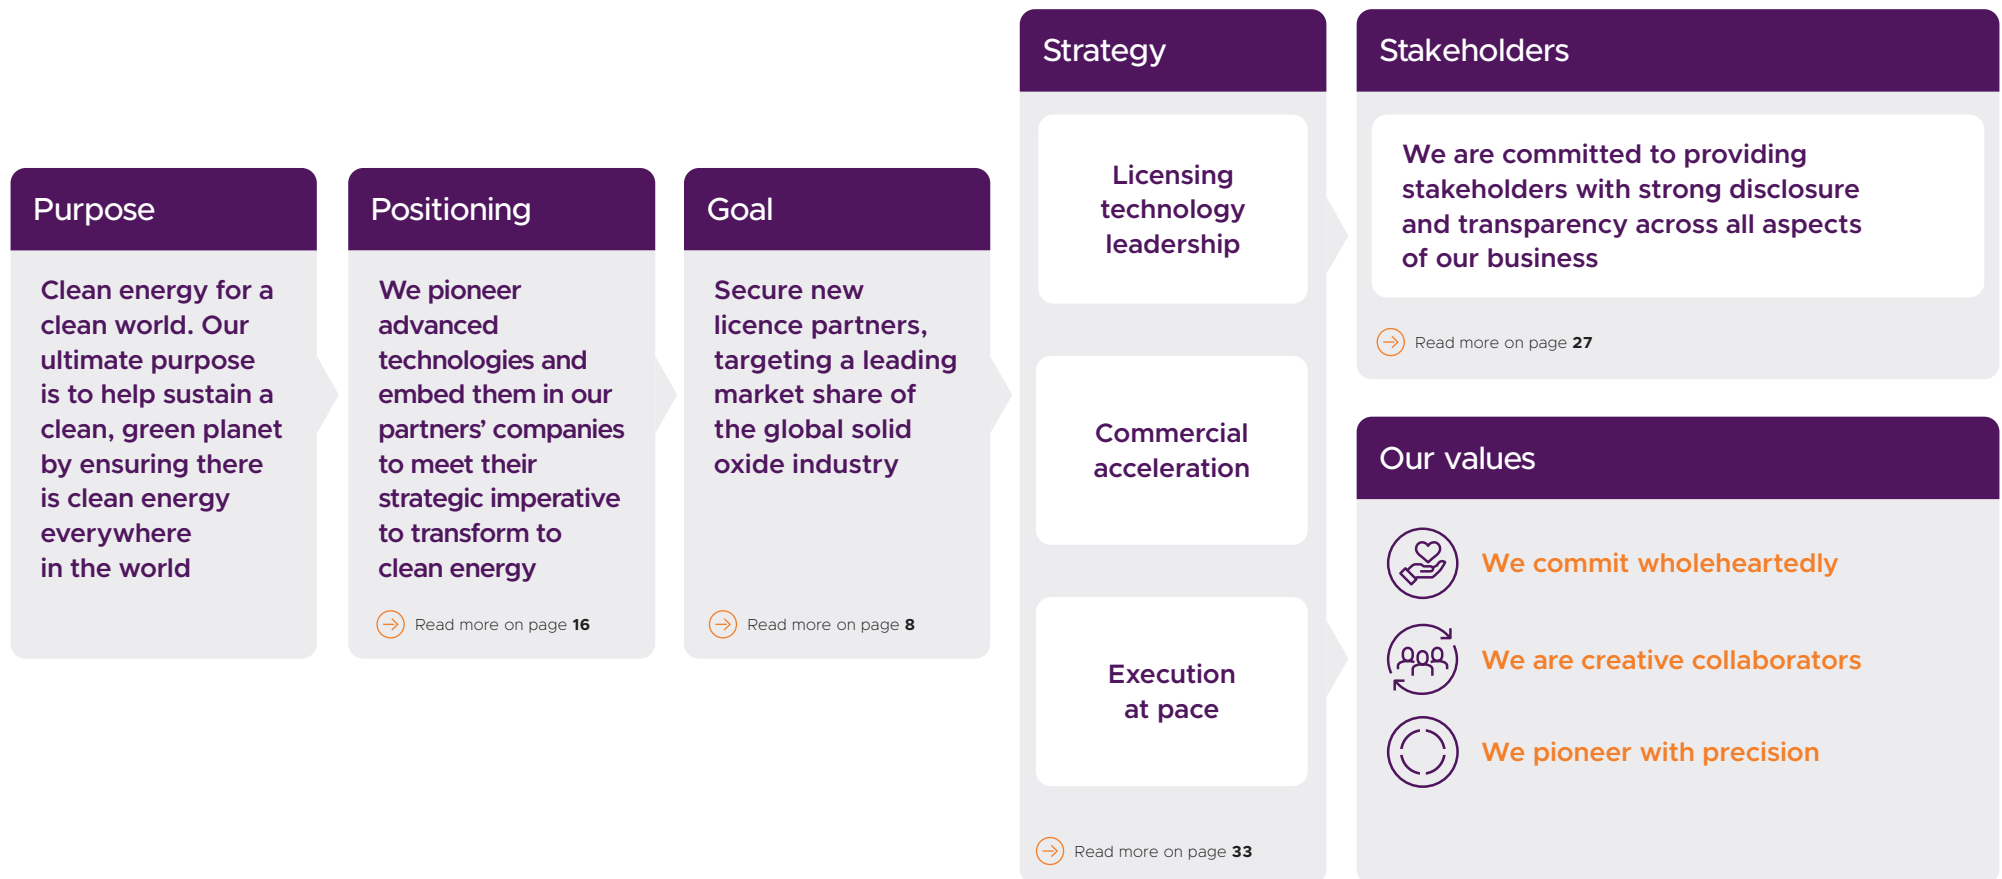 Purpose
Clean energy for a
clean world. Our
ultimate purpose
is to help sustain a
clean, green planet
by ensuring there
is clean energy
everywhere
in the world
Positioning
We pioneer
advanced
technologies and
embed them in our
partners’ companies
to meet their
strategic imperative
to transform to
clean energy
Read more on page 16
Goal
Secure new
licence partners,
targeting a leading
market share of
the global solid
oxide industry
Read more on page 8
Strategy
Licensing
technology
leadership
Commercial
acceleration
Execution
at pace
Read more on page 33
Stakeholders
We are committed to providing
stakeholders with strong disclosure
and transparency across all aspects
of our business
Read more on page 27
Our values
We commit wholeheartedly
We are creative collaborators
We pioneer with precision